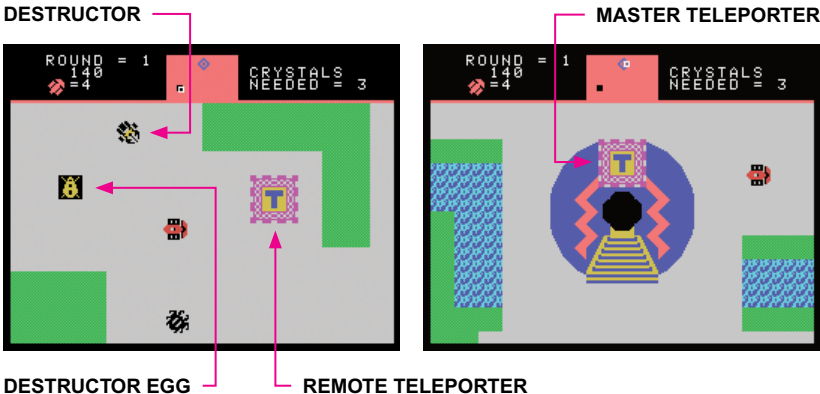 DESTRUCTOR
MASTER TELEPORTER
ROUND = 1
140
=4
CRYSTALS
NEEDED = 3
T
ROUND = 1
140
=4
CRYSTALS
NEEDED = 3
T
DESTRUCTOR EGG
REMOTE TELEPORTER